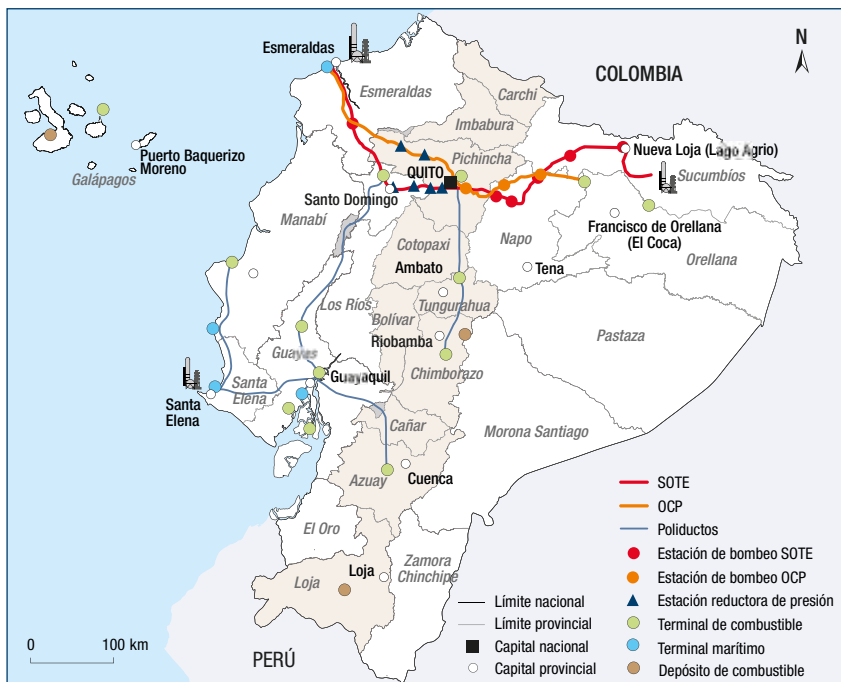 Esmeraldas
N
COLOMBIA
Esmeraldas
Carchi
Imbabura
Puerto Baquerizo
Moreno
Galápagos
Pichincha
QUITO
Nueva Loja (Lago Agrio)
Sucumbíos
Santo Domingo
Manabí
Francisco de Orellana
(El Coca)
Cotopaxi
Napo
Orellana
Ambato
Tena
Los Ríos
Tungurahua
Bolívar
Pastaza
Riobamba
Guayas
Chimborazo
Guayaquil
Santa
Elena
Santa
Elena
Cañar
Morona Santiago
Cuenca
Azuay
El Oro
Zamora
Chinchipe
Loja
Loja
PERÚ
0 100 km
Límite nacional
Límite provincial
Capital nacional
Capital provincial
SOTE
OCP
Poliductos
Estación de bombeo SOTE
Estación de bombeo OCP
Estación reductora de presión
Terminal de combustible
Terminal marítimo
Depósito de combustible